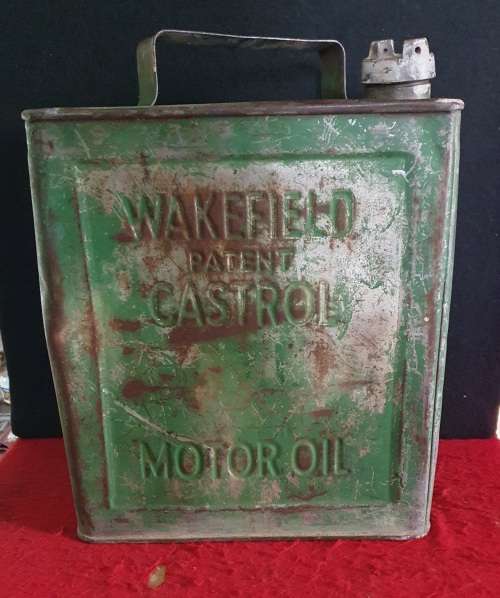 WAKEFIELD
PATENT
CASTROL
MOTOR OIL